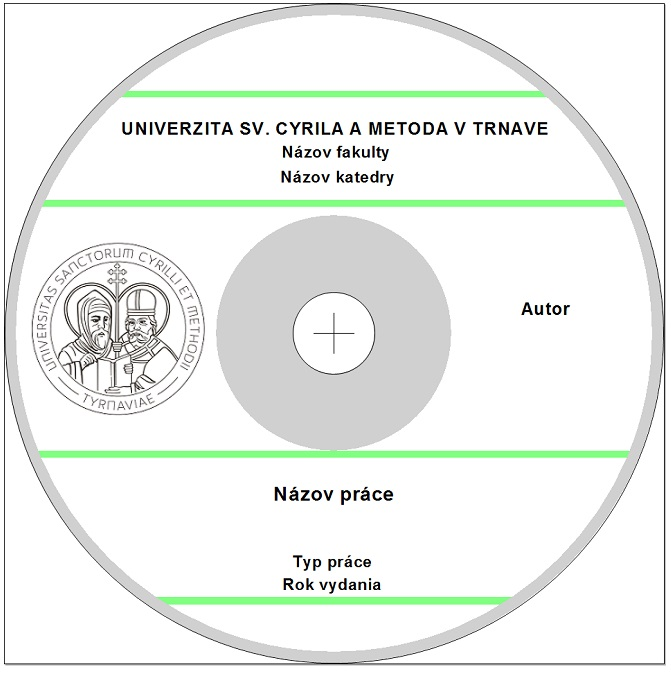 UNIVERZITA SV. CYRILA A METODA V TRNAVE
Názov fakulty
Názov katedry
UNIVERSITAS SANCTORUM CYRILLI ET METHODII
TYRNAVIAE
Autor
Názov práce
Typ práce
Rok vydania